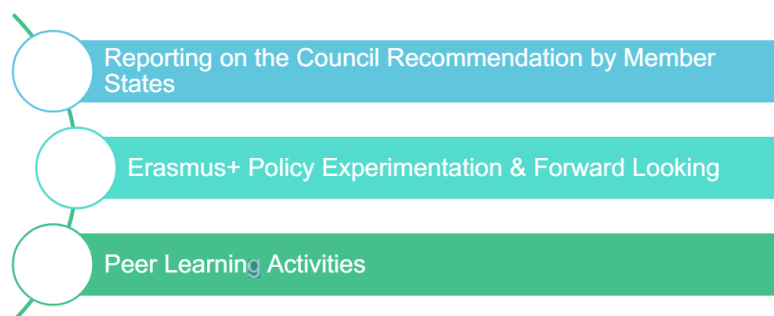 Reporting on the Council Recommendation by Member
States
Erasmus+ Policy Experimentation & Forward Looking
Peer Learning Activities